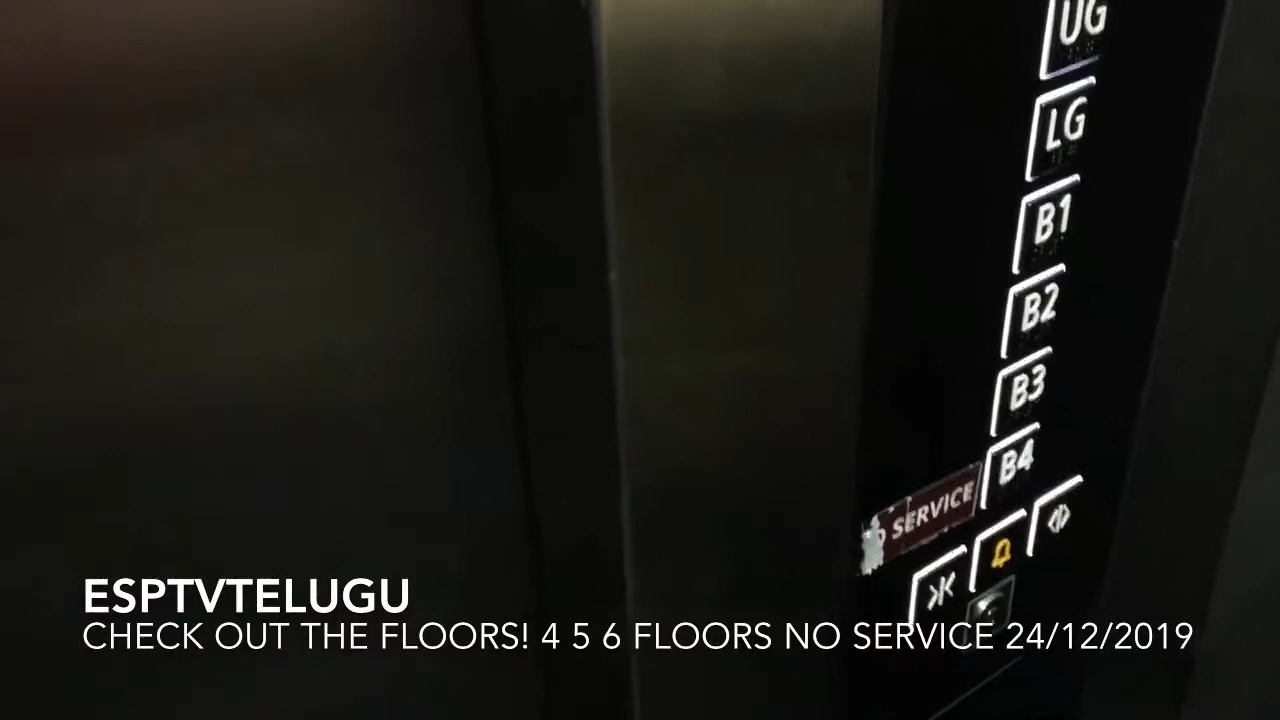 UG
LG
B1
B2
B3
B4
SERVICE
ESPTVTELUGU
CHECK OUT THE FLOORS! 4 5 6 FLOORS NO SERVICE 24/12/2019